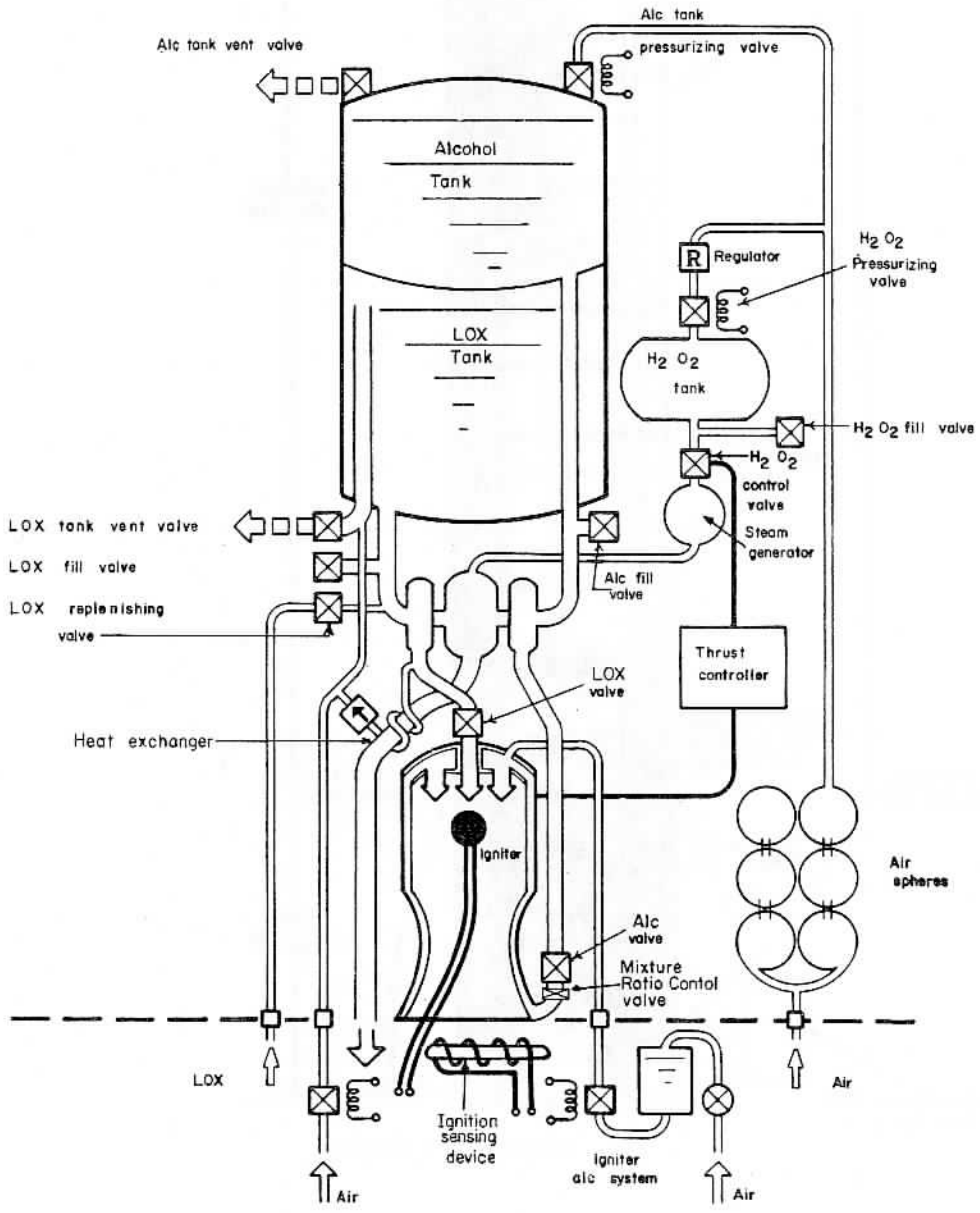 Alc tank
pressurizing valve
Alc tank vent valve
Alcohol
Tank
H2 O2
Pressurizing
valve
R Regulator
LOX
Tank
H2 O2
tank
H2 O2 fill valve
H2 O2
control
valve
Steam
generator
LOX tank vent valve
LOX fill valve
LOX replenishing
valve
Alc fill
valve
Thrust
controller
LOX
valve
Heat exchanger
Igniter
Air
spheres
Alc
valve
Mixture
Ratio Contol
valve
LOX
Air
Ignition
sensing
device
Igniter
alc system
Air
Air